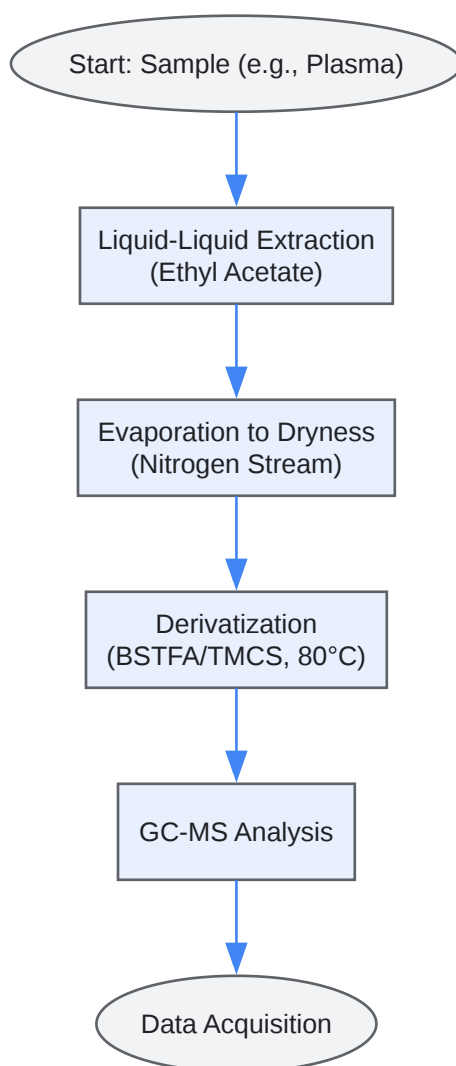 Start: Sample (e.g., Plasma)
Liquid-Liquid Extraction
(Ethyl Acetate)
Evaporation to Dryness
(Nitrogen Stream)
Derivatization
(BSTFA/TMCS, 80°C)
GC-MS Analysis
Data Acquisition